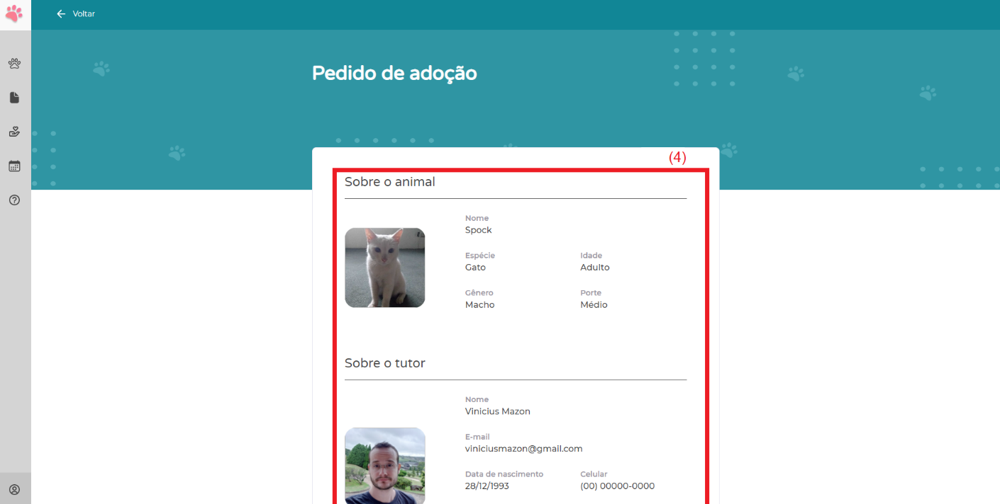 Voltar
Pedido de adoção
(4)
Sobre o animal
Nome
Spock
Espécie
Idade
Gato
Adulto
Gênero
Porte
Macho
Médio
Sobre o tutor
Nome
Vinicius Mazon
E-mail
viniciusmazon@gmail.com
Data de nascimento
Celular
28/12/1993
(00) 00000-0000